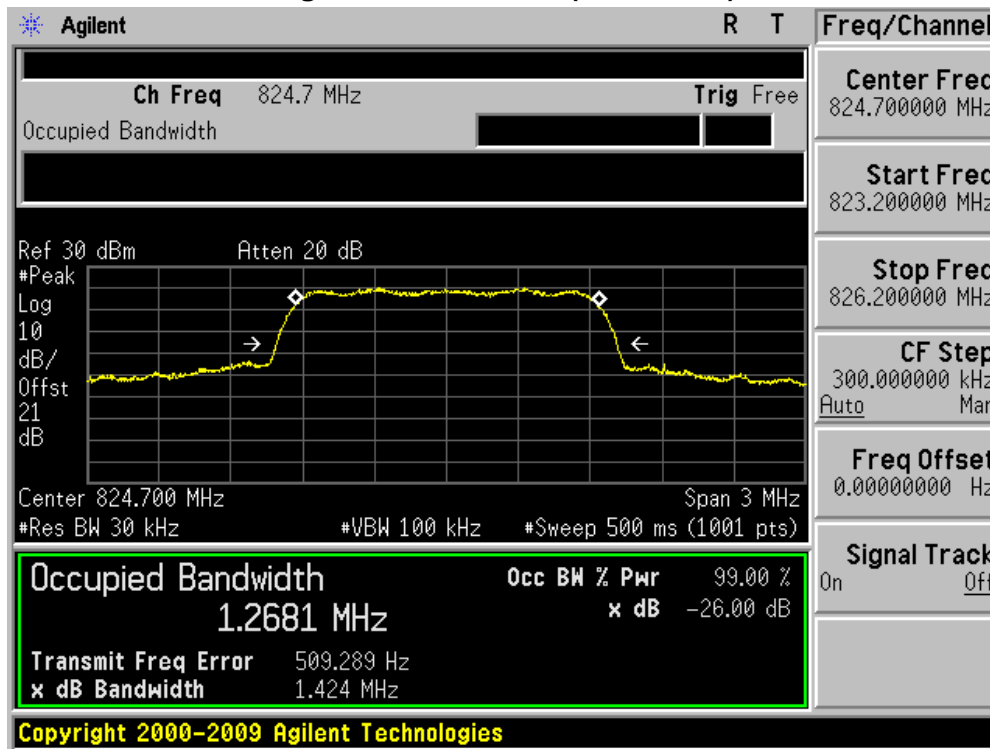 Agilent R T Freq/Channel
Ch Freq 824.7 MHz Trig Free
Occupied Bandwidth
Center Freq
824.700000 MHz
Start Freq
823.200000 MHz
Stop Freq
826.200000 MHz
CF Step
300.000000 kHz
Auto Man
Freq Offset
0.00000000 Hz
Signal Track
On Off
Ref 30 dBm Atten 20 dB
#Peak
Log
10
dB/
Offst
21
dB
Center 824.700 MHz Span 3 MHz
#Res BW 30 kHz #VBW 100 kHz #Sweep 500 ms (1001 pts)
Occupied Bandwidth Occ BW % Pwr 99.00 %
1.2681 MHz x dB -26.00 dB
Transmit Freq Error 509.289 Hz
x dB Bandwidth 1.424 MHz
Copyright 2000-2009 Agilent Technologies